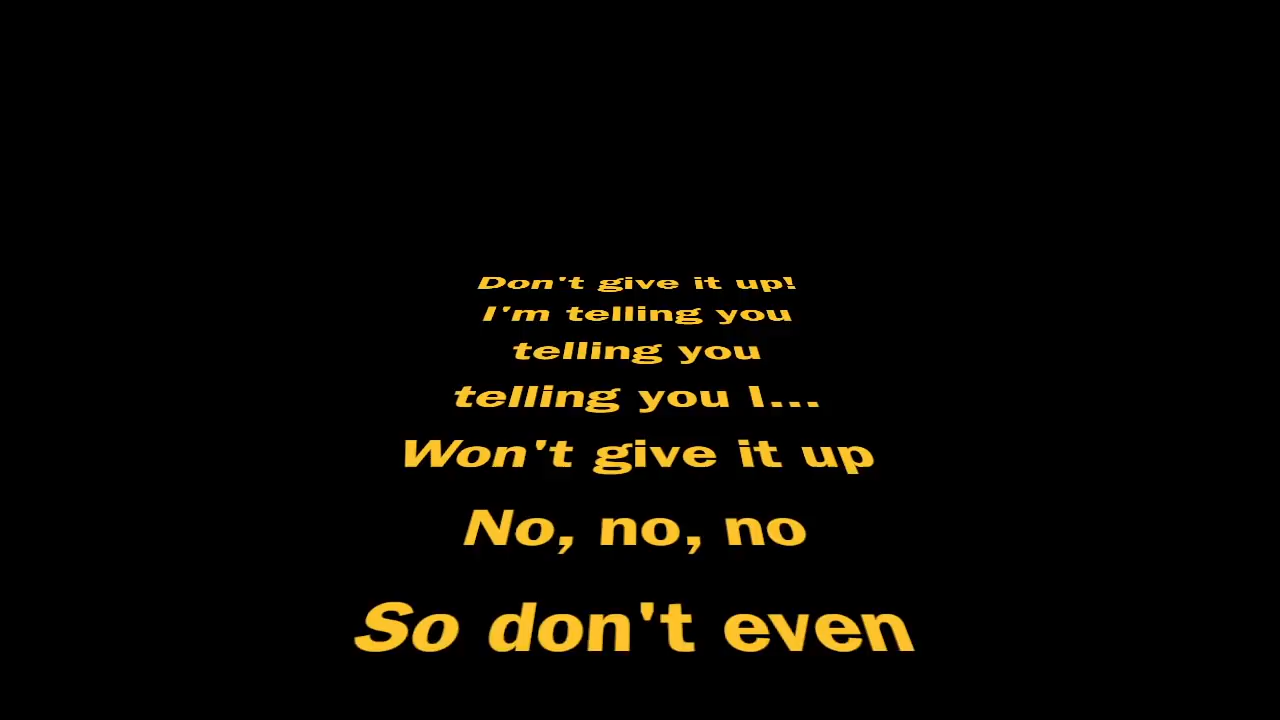 Don't give it up!
I'm telling you
telling you
telling you I...
Won't give it up
No, no, no
So don't even